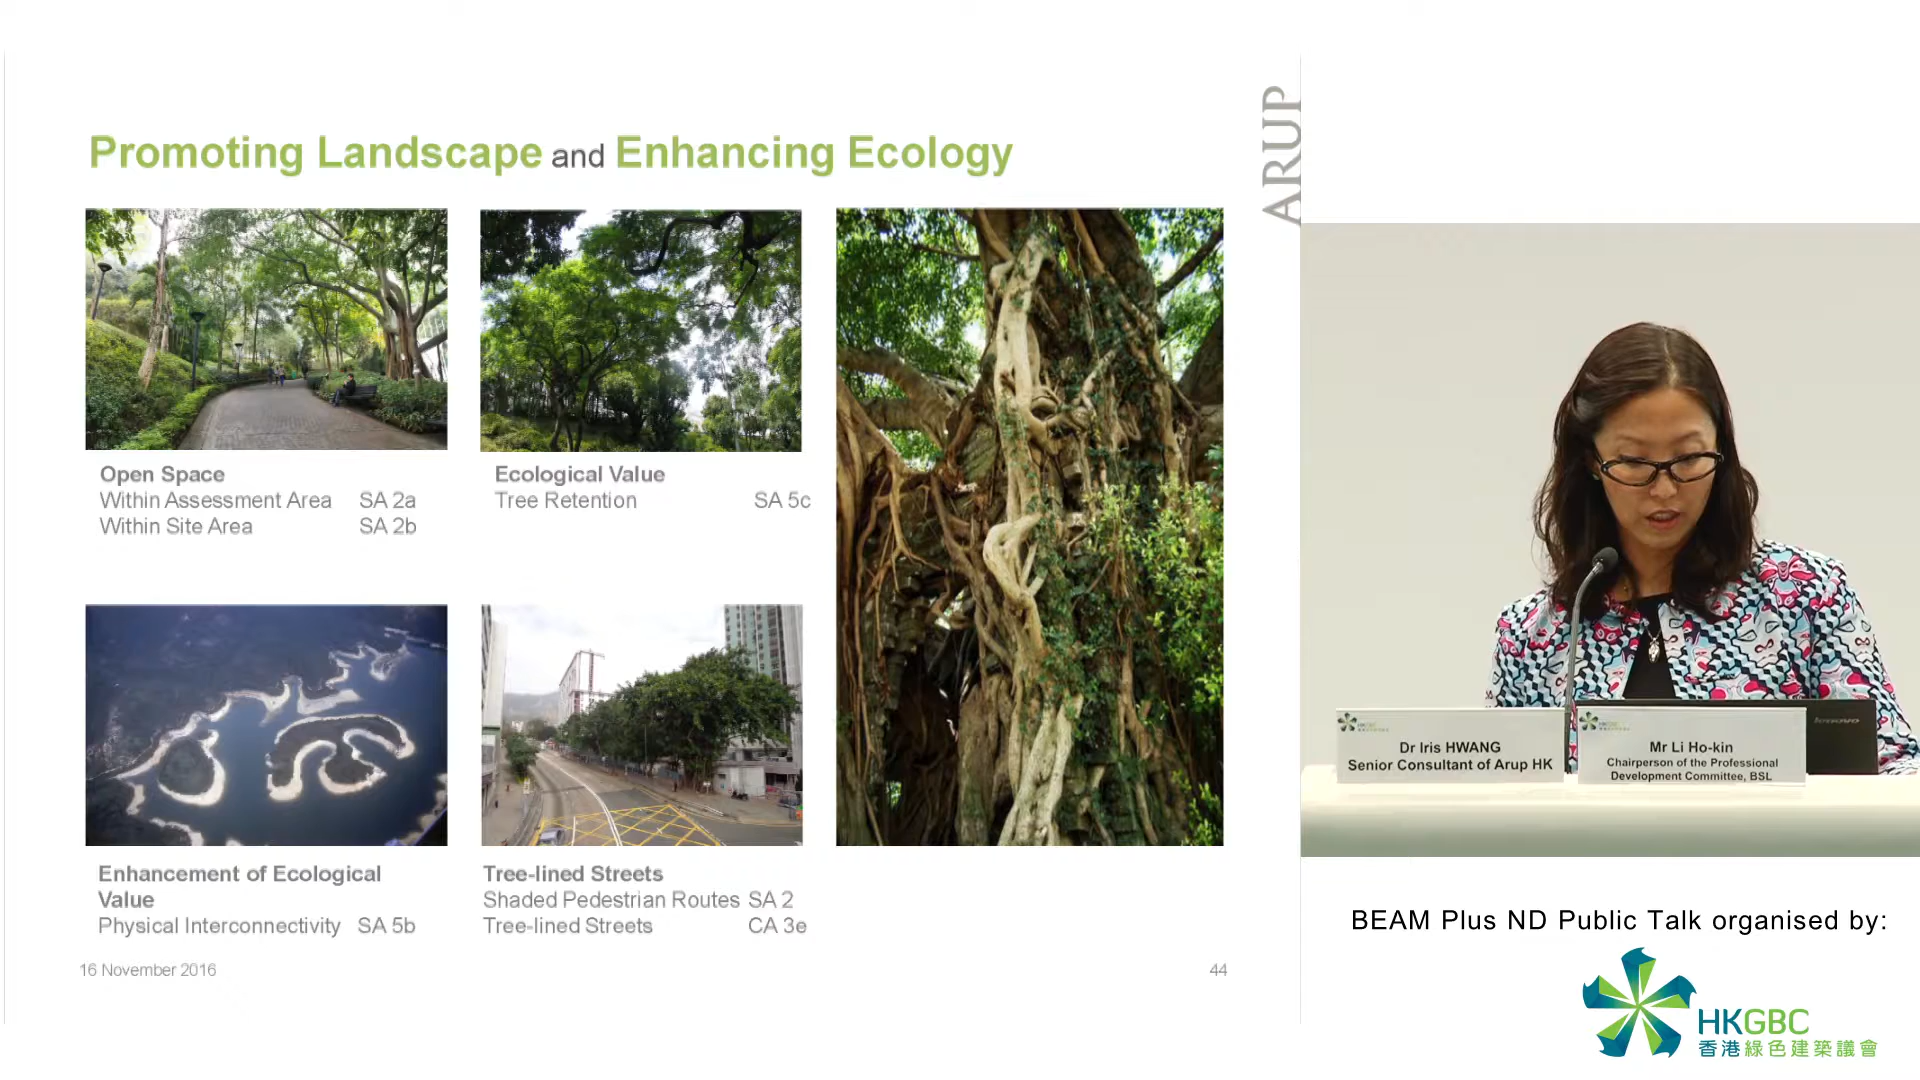 Promoting Landscape and Enhancing Ecology
ARUP
Open Space
Within Assessment Area SA 2a
Within Site Area SA 2b
Ecological Value
Tree Retention SA 5c
Enhancement of Ecological
Value
Physical Interconnectivity SA 5b
Tree-lined Streets
Shaded Pedestrian Routes SA 2
Tree-lined Streets CA 3e
16 November 2016
44
HKGBC
Dr Iris HWANG
Senior Consultant of Arup HK
HKGBC
Mr Li Ho-kin
Chairperson of the Professional
Development Committee, BSL
lenovo
BEAM Plus ND Public Talk organised by:
HKGBC
香港綠色建築議會